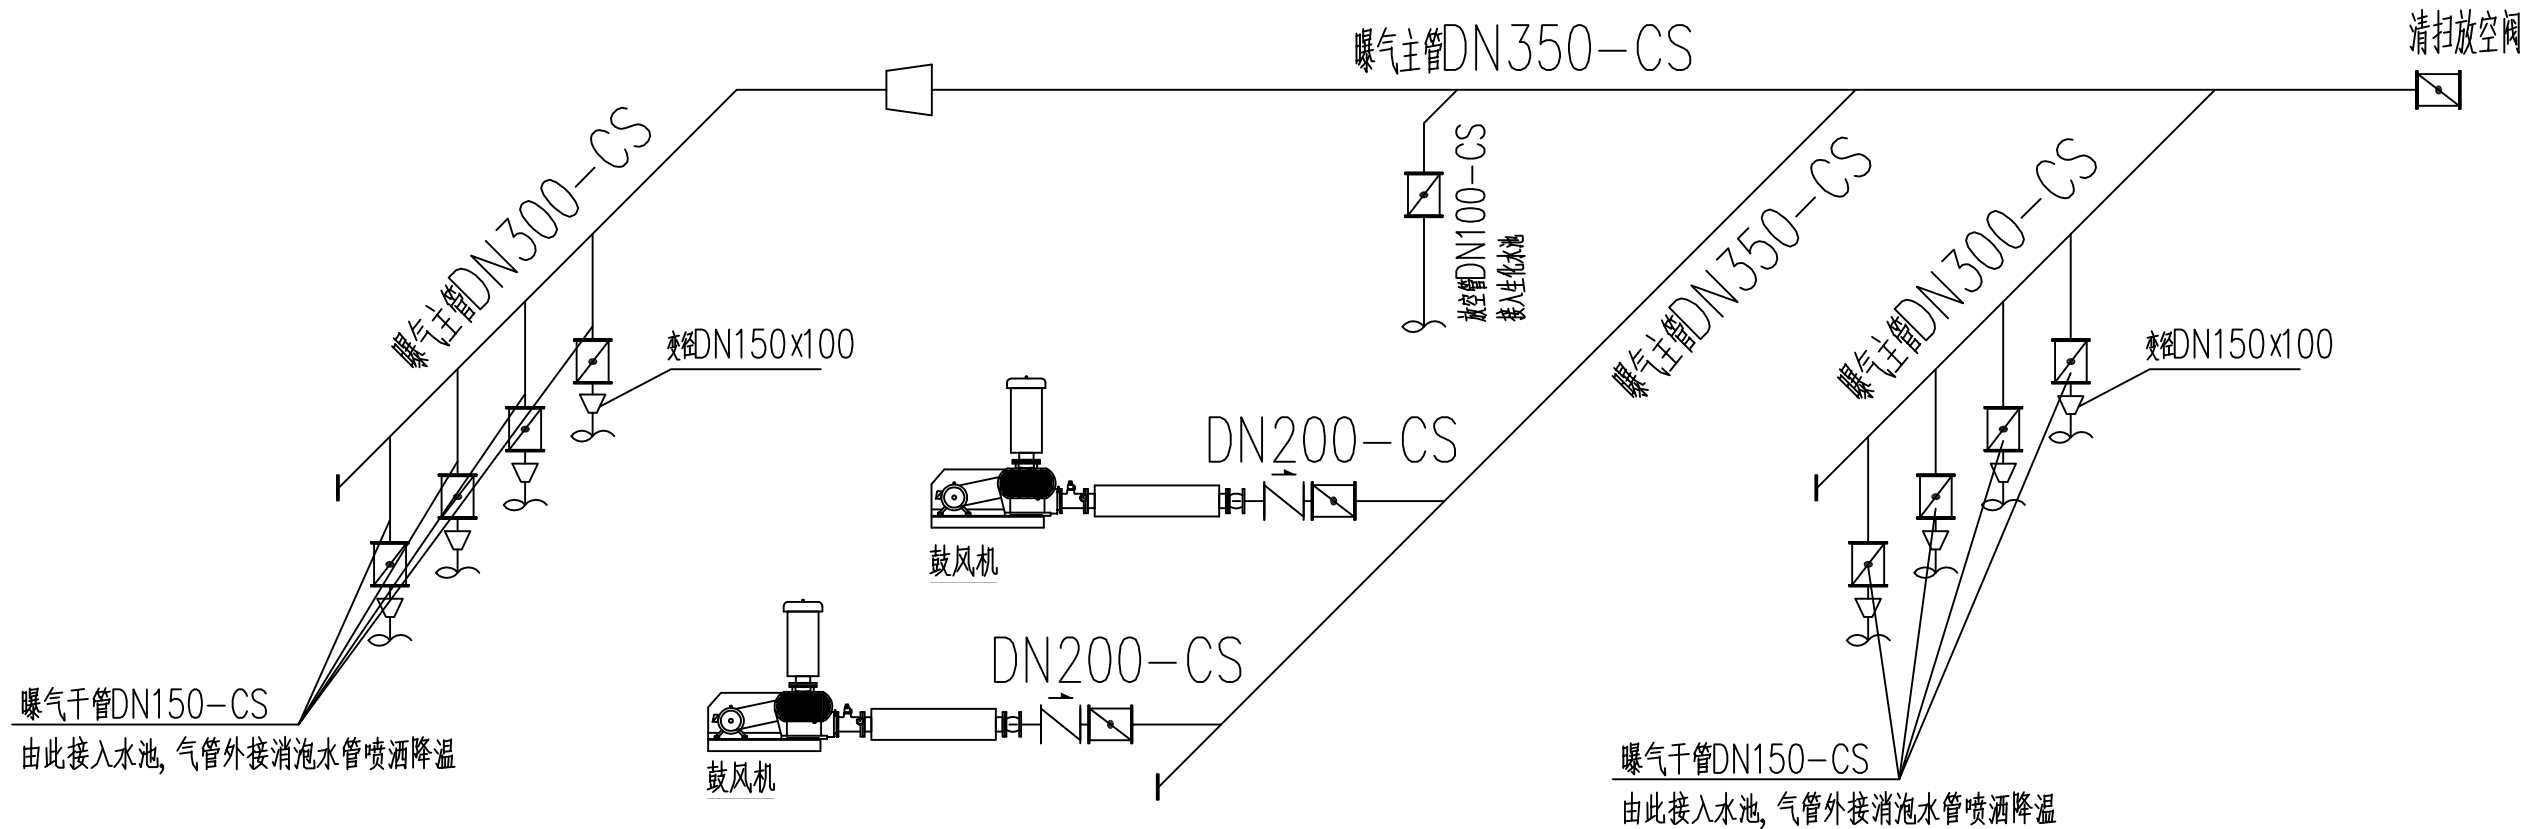 清扫放空阀
曝气主管DN350-CS
曝气主管DN300-CS
放空管DN100-CS
接入生化水池
曝气主管DN350-CS
曝气主管DN300-CS
变径DN150x100
变径DN150x100
DN200-CS
鼓风机
DN200-CS
鼓风机
曝气干管DN150-CS
由此接入水池，气管外接消泡水管喷洒降温
曝气干管DN150-CS
由此接入水池，气管外接消泡水管喷洒降温